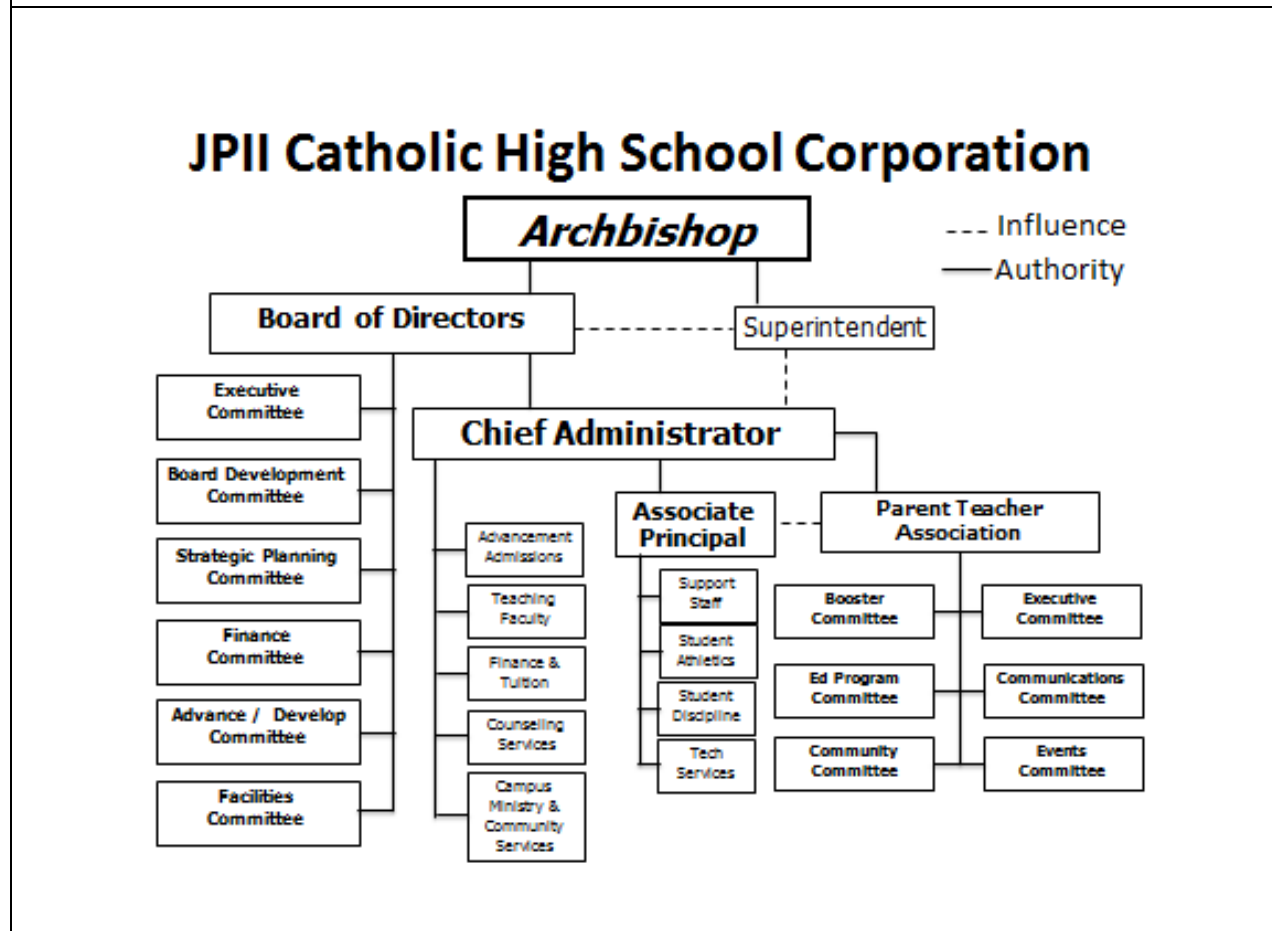 JPII Catholic High School Corporation
Archbishop
--- Influence
Authority
Board of Directors
Superintendent
Executive
Committee
Board Development
Committee
Strategic Planning
Committee
Finance
Committee
Advance / Develop
Committee
Facilities
Committee
Chief Administrator
Advancement
Admissions
Teaching
Faculty
Finance &
Tuition
Counseling
Services
Campus
Ministry &
Community
Services
Associate
Principal
Support
Staff
Student
Athletics
Student
Discipline
Tech
Services
Parent Teacher
Association
Booster
Committee
Executive
Committee
Ed Program
Committee
Communications
Committee
Community
Committee
Events
Committee